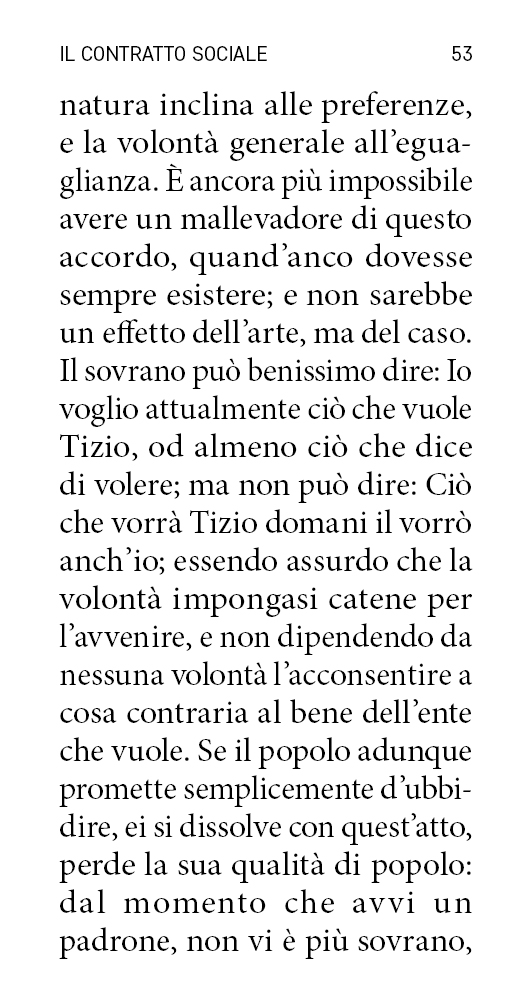 IL CONTRATTO SOCIALE 53
natura inclina alle preferenze,
e la volontà generale all’egua-
glianza. È ancora più impossibile
avere un mallevadore di questo
accordo, quand’anco dovesse
sempre esistere; e non sarebbe
un effetto dell’arte, ma del caso.
Il sovrano può benissimo dire: Io
voglio attualmente ciò che vuole
Tizio, od almeno ciò che dice
di volere; ma non può dire: Ciò
che vorrà Tizio domani il vorrò
anch’io; essendo assurdo che la
volontà impongasi catene per
l’avvenire, e non dipendendo da
nessuna volontà l’acconsentire a
cosa contraria al bene dell’ente
che vuole. Se il popolo adunque
promette semplicemente d’ubbi-
dire, ei si dissolve con quest’atto,
perde la sua qualità di popolo:
dal momento che avvi un
padrone, non vi è più sovrano,